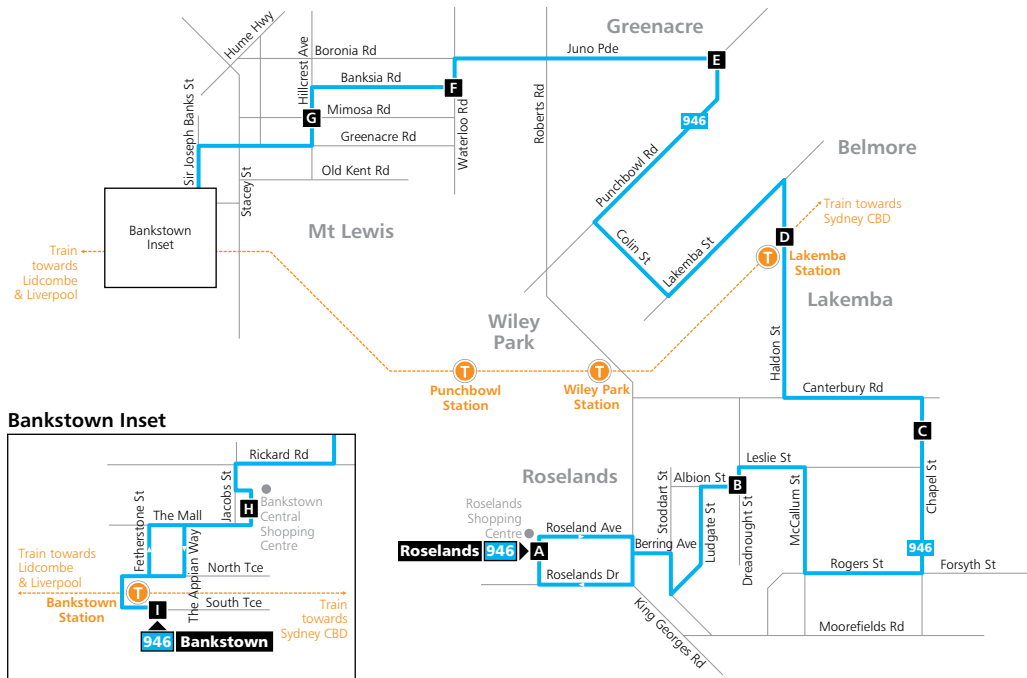 Greenacre
Hume Hwy
Hillcrest Ave
Boronia Rd
Juno Pde
E
Banksia Rd
F
Sir Joseph Banks St
Mimosa Rd
G
Waterloo Rd
Roberts Rd
946
Greenacre Rd
Belmore
Punchbowl Rd
Old Kent Rd
Stacey St
Bankstown
Inset
Mt Lewis
Train towards
Sydney CBD
D
Colin St
Lakemba St
T
Lakemba
Station
Train
towards
Lidcombe
& Liverpool
Lakemba
Wiley
Park
Haldon St
T
T
Punchbowl
Station
Wiley Park
Station
Canterbury Rd
Bankstown Inset
C
Rickard Rd
Jacobs St
Roselands
Leslie St
Stoddart St
Albion St
B
McCallum St
Chapel St
H
Bankstown
Central
Shopping
Centre
Fetherstone St
The Mall
The Appian Way
Roselands
Shopping
Centre
Roseland Ave
Ludgate St
Dreadnought St
Roselands
946
A
Berring Ave
946
Train towards
Lidcombe
& Liverpool
North Tce
Roselands Dr
Rogers St
Forsyth St
T
Bankstown
Station
I
South Tce
Train
towards
Sydney CBD
King Georges Rd
Moorefields Rd
946
Bankstown